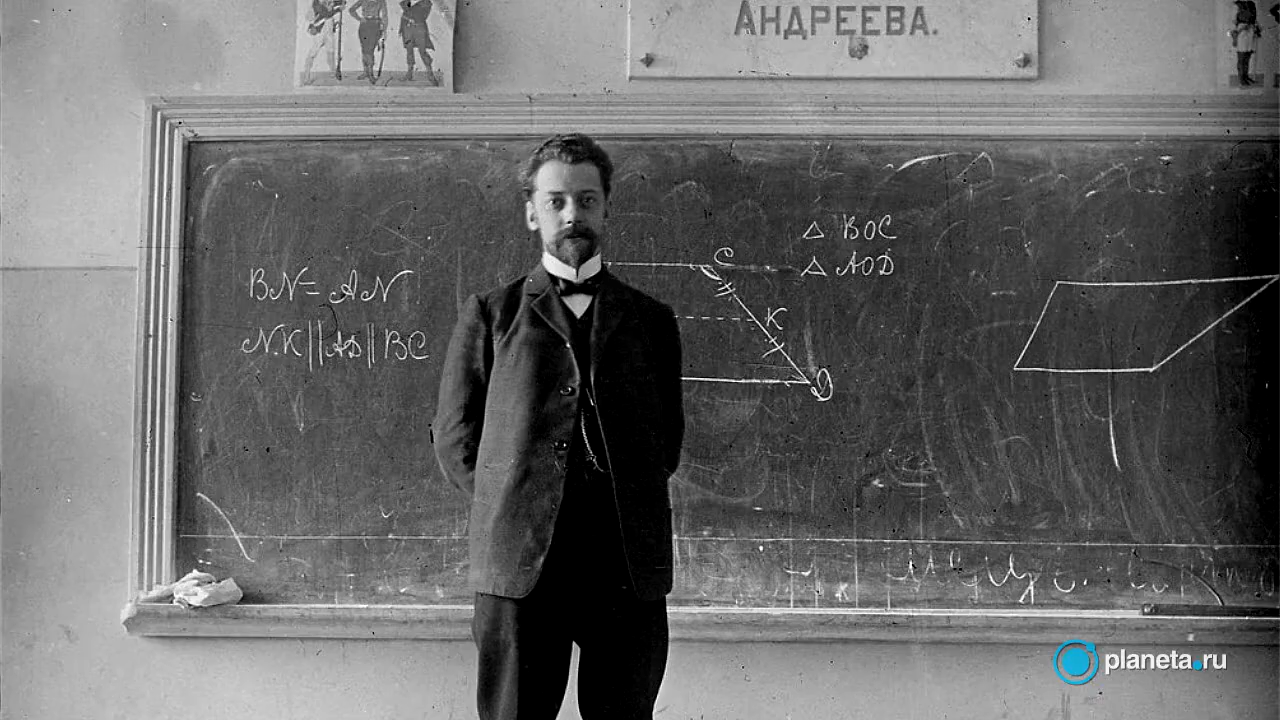 АНДРЕЕВА.
BN=AN
NK||AD||BC
C
K
D
△ BOC
△ AOD
planeta.ru